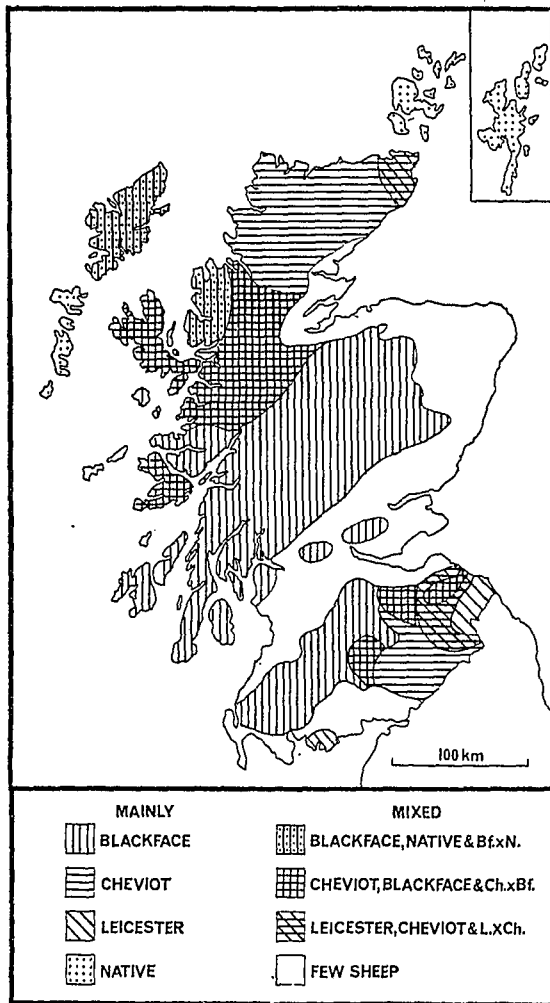 100 km
MAINLY
BLACKFACE
CHEVIOT
LEICESTER
NATIVE
MIXED
BLACKFACE,NATIVE & Bf.xN.
CHEVIOT,BLACKFACE & Ch.xBf.
LEICESTER,CHEVIOT & L.xCh.
FEW SHEEP